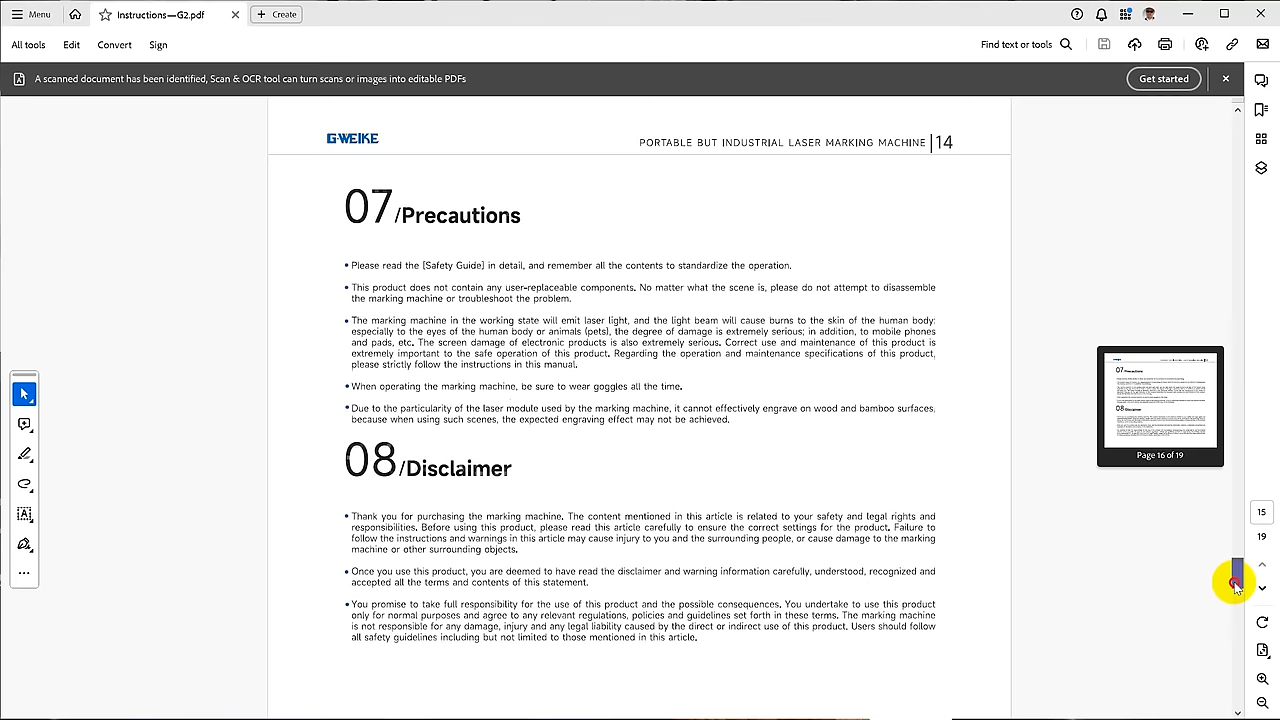 Menu
Instructions—G2.pdf
Create
All tools
Edit
Convert
Sign
Find text or tools
A scanned document has been identified, Scan & OCR tool can turn scans or images into editable PDFs
Get started
G·WEIKE
PORTABLE BUT INDUSTRIAL LASER MARKING MACHINE | 14
07/Precautions
• Please read the [Safety Guide] in detail, and remember all the contents to standardize the operation.
• This product does not contain any user-replaceable components. No matter what the scene is, please do not attempt to disassemble
the marking machine or troubleshoot the problem.
• The marking machine in the working state will emit laser light, and the light beam will cause burns to the skin of the human body;
especially to the eyes of the human body or animals (pets), the degree of damage is extremely serious; in addition, to mobile phones
and pads, etc. The screen damage of electronic products is also extremely serious. Correct use and maintenance of this product is
extremely important to the safe operation of this product. Regarding the operation and maintenance specifications of this product,
please strictly follow the instructions in this manual.
• When operating the marking machine, be sure to wear goggles all the time.
• Due to the particularity of the laser module used by the marking machine, it cannot effectively engrave on wood and bamboo surfaces,
because when using such planes, the expected engraving effect may not be achieved.
08/Disclaimer
• Thank you for purchasing the marking machine. The content mentioned in this article is related to your safety and legal rights and
responsibilities. Before using this product, please read this article carefully to ensure the correct settings for the product. Failure to
follow the instructions and warnings in this article may cause injury to you and the surrounding people, or cause damage to the marking
machine or other surrounding objects.
• Once you use this product, you are deemed to have read the disclaimer and warning information carefully, understood, recognized and
accepted all the terms and contents of this statement.
• You promise to take full responsibility for the use of this product and the possible consequences. You undertake to use this product
only for normal purposes and agree to any relevant regulations, policies and guidelines set forth in these terms. The marking machine
is not responsible for any damage, injury and any legal liability caused by the direct or indirect use of this product. Users should follow
all safety guidelines including but not limited to those mentioned in this article.
07/Precautions
08/Disclaimer
Page 16 of 19
15
19